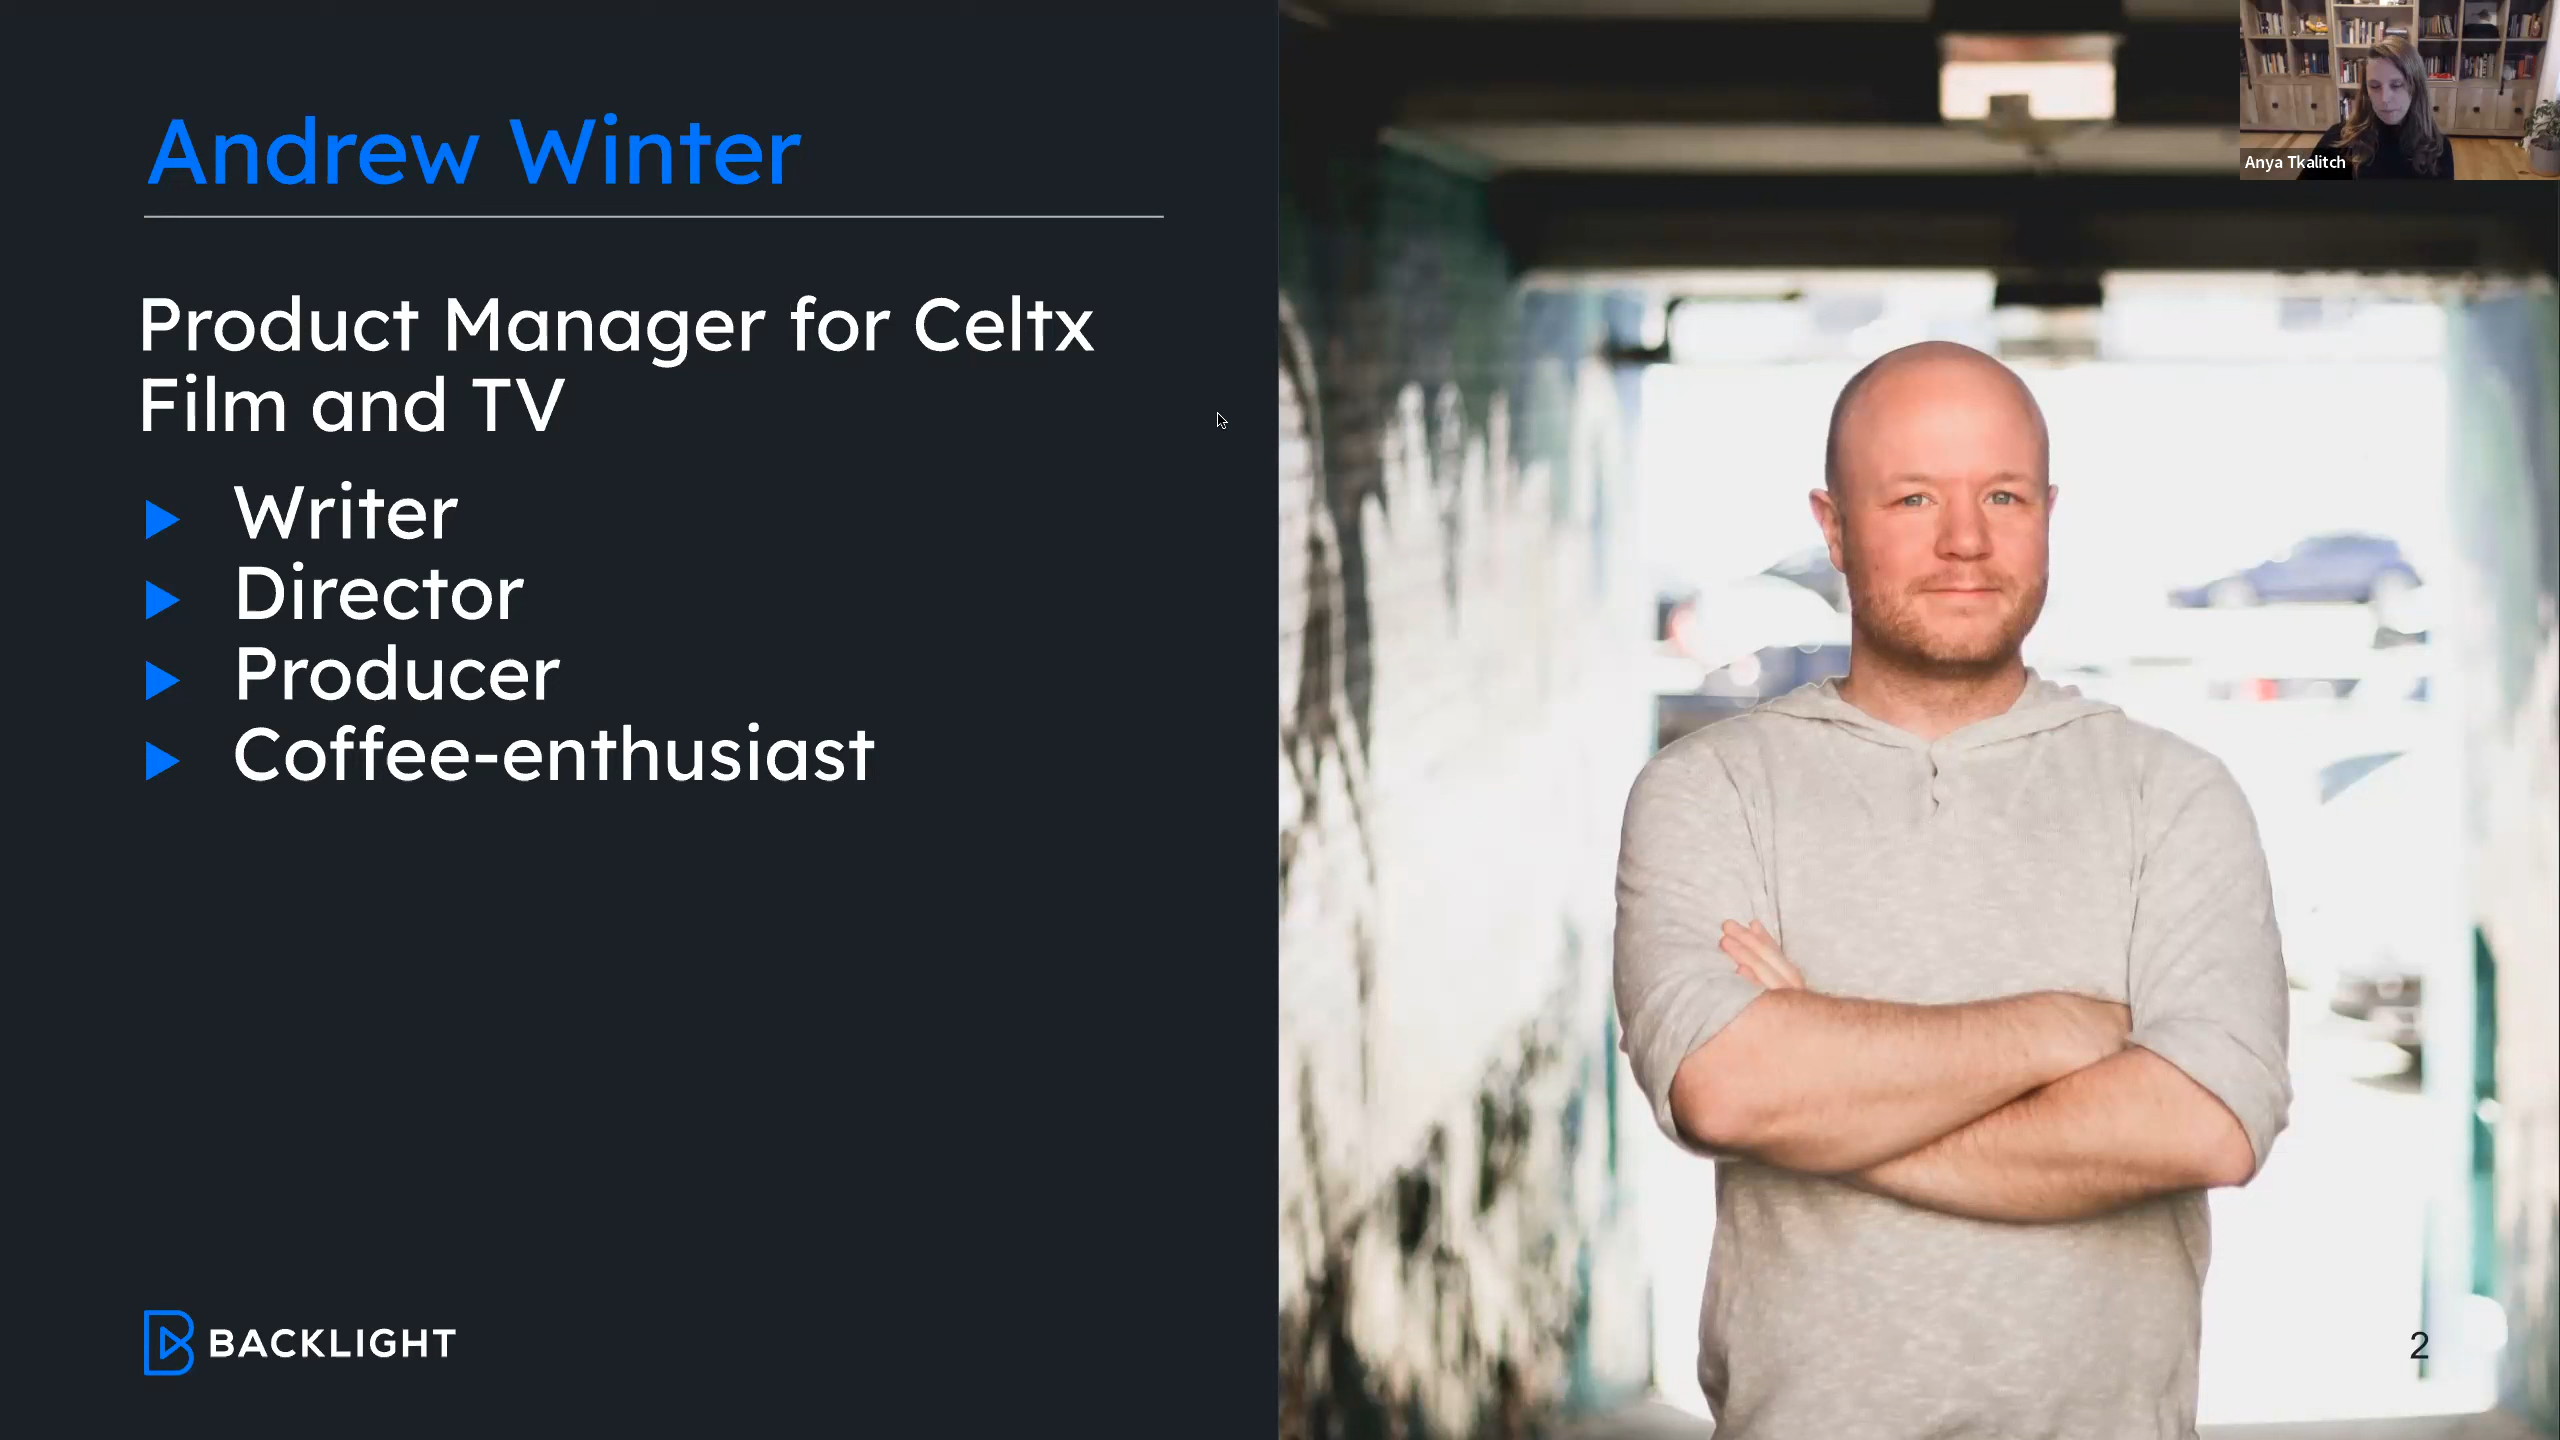 Andrew Winter
Product Manager for Celtx
Film and TV
Writer
Director
Producer
Coffee-enthusiast
BACKLIGHT
Anya Tkalitch
2